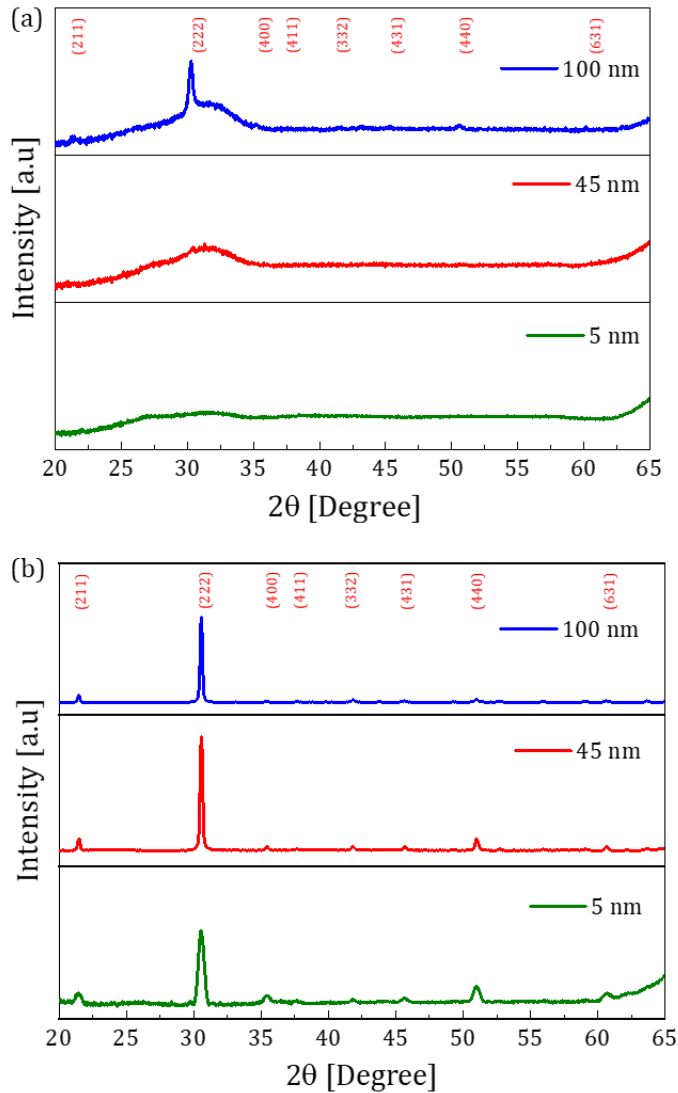 (a)
(211) (222) (400) (411) (332) (431) (440) (631)
100 nm
45 nm
5 nm
Intensity [a.u]
20 25 30 35 40 45 50 55 60 65
2θ [Degree]
(b)
(211) (222) (400) (411) (332) (431) (440) (631)
100 nm
45 nm
5 nm
Intensity [a.u]
20 25 30 35 40 45 50 55 60 65
2θ [Degree]